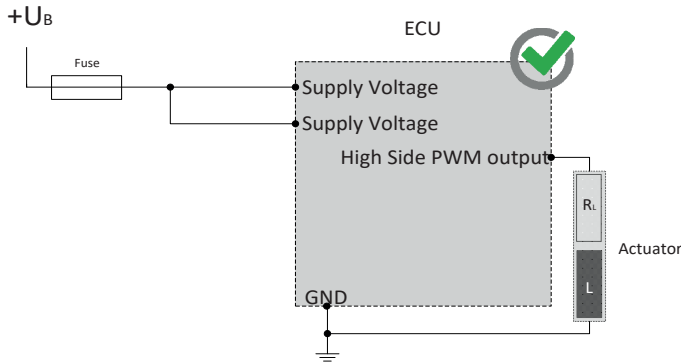 +UB
ECU
Fuse
Supply Voltage
Supply Voltage
High Side PWM output
RL
Actuator
L
GND